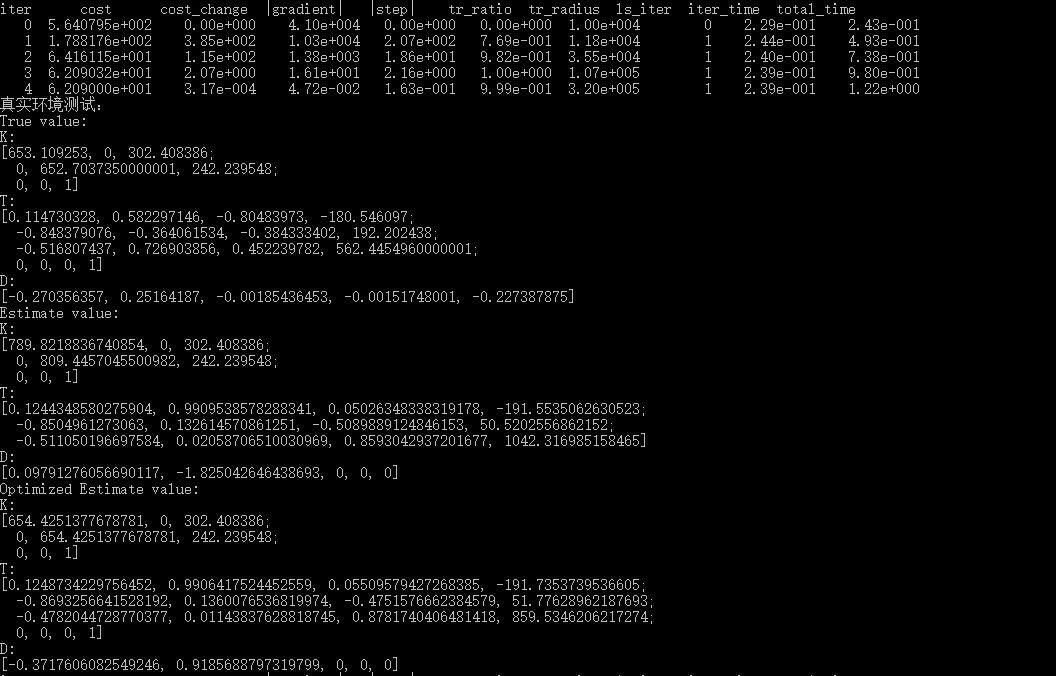 iter      cost      cost_change  |gradient|   |step|    tr_ratio  tr_radius  ls_iter  iter_time  total_time
   0  5.640795e+002    0.00e+000    4.10e+004   0.00e+000   0.00e+000  1.00e+004        0    2.29e-001    2.43e-001
   1  1.788176e+002    3.85e+002    1.03e+004   2.07e+002   7.69e-001  1.18e+004        1    2.44e-001    4.93e-001
   2  6.416115e+001    1.15e+002    1.38e+003   1.86e+001   9.82e-001  3.55e+004        1    2.40e-001    7.38e-001
   3  6.209032e+001    2.07e+000    1.61e+001   2.16e+000   1.00e+000  1.07e+005        1    2.39e-001    9.80e-001
   4  6.209000e+001    3.17e-004    4.72e-002   1.63e-001   9.99e-001  3.20e+005        1    2.39e-001    1.22e+000
真实环境测试:
True value:
K:
[653.109253, 0, 302.408386;
  0, 652.7037350000001, 242.239548;
  0, 0, 1]
T:
[0.114730328, 0.582297146, -0.80483973, -180.546097;
  -0.848379076, -0.364061534, -0.384333402, 192.202438;
  -0.516807437, 0.726903856, 0.452239782, 562.4454960000001;
  0, 0, 0, 1]
D:
[-0.270356357, 0.25164187, -0.00185436453, -0.00151748001, -0.227387875]
Estimate value:
K:
[789.8218836740854, 0, 302.408386;
  0, 809.4457045500982, 242.239548;
  0, 0, 1]
T:
[0.1244348580275904, 0.9909538578288341, 0.05026348338319178, -191.5535062630523;
  -0.8504961273063, 0.132614570861251, -0.5089889124846153, 50.5202556862152;
  -0.511050196697584, 0.02058706510030969, 0.8593042937201677, 1042.316985158465]
D:
[0.09791276056690117, -1.825042646438693, 0, 0, 0]
Optimized Estimate value:
K:
[654.4251377678781, 0, 302.408386;
  0, 654.4251377678781, 242.239548;
  0, 0, 1]
T:
[0.1248734229756452, 0.9906417524452559, 0.05509579427268385, -191.7353739536605;
  -0.8693256641528192, 0.1360076536819974, -0.4751576662384579, 51.77628962187693;
  -0.4782044728770377, 0.01143837628818745, 0.8781740406481418, 859.5346206217274;
  0, 0, 0, 1]
D:
[-0.3717606082549246, 0.9185688797319799, 0, 0, 0]